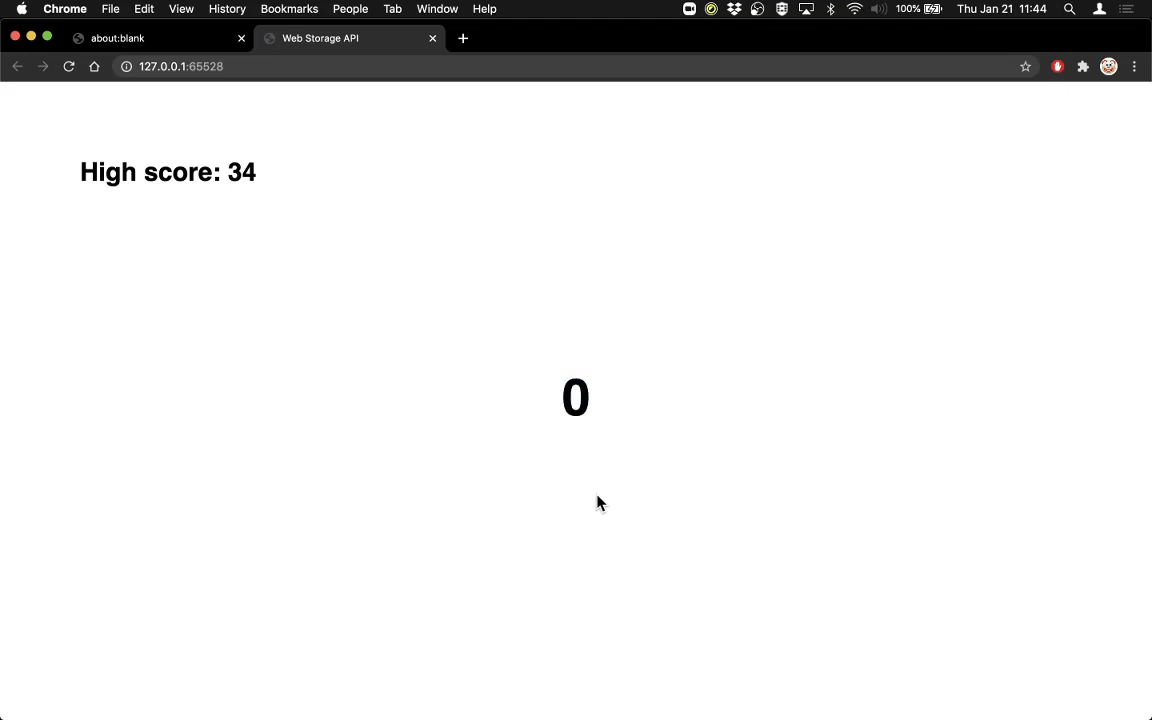 Chrome File Edit View History Bookmarks People Tab Window Help 100% Thu Jan 21 11:44
about:blank Web Storage API
127.0.0.1:65528
High score: 34
0